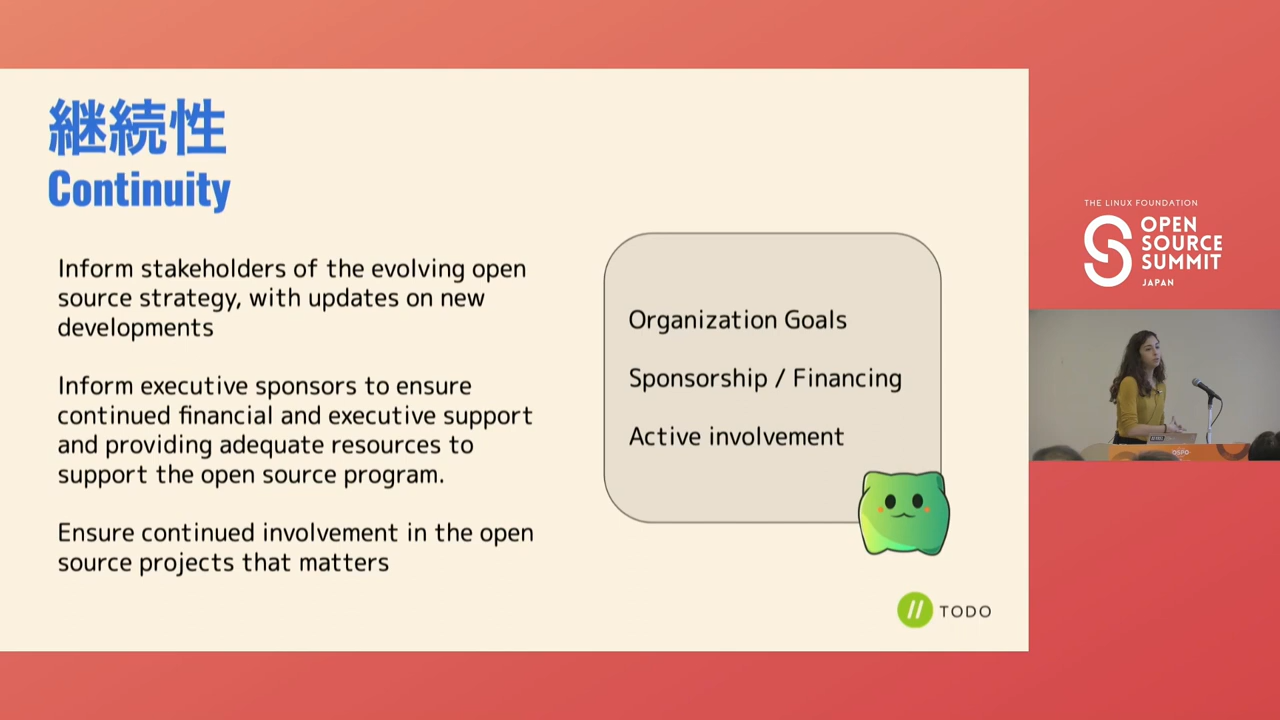 継続性
Continuity
Inform stakeholders of the evolving open
source strategy, with updates on new
developments
Inform executive sponsors to ensure
continued financial and executive support
and providing adequate resources to
support the open source program.
Ensure continued involvement in the open
source projects that matters
Organization Goals
Sponsorship / Financing
Active involvement
// TODO
THE LINUX FOUNDATION
OPEN
SOURCE
SUMMIT
JAPAN
OSPO